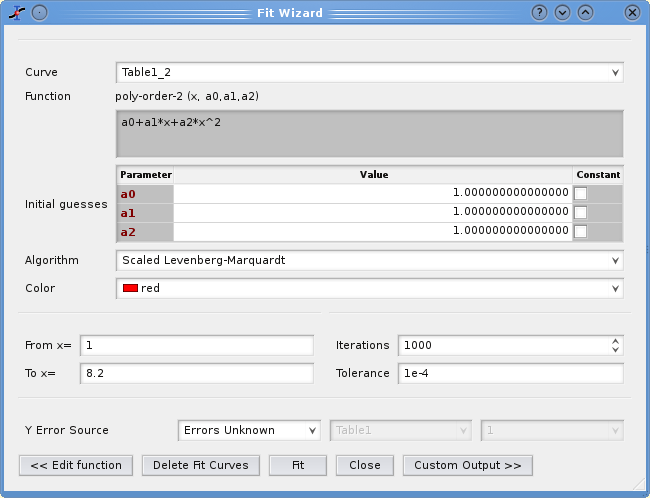 Fit Wizard
Curve Table1_2
Function poly-order-2 (x, a0,a1,a2)
a0+a1*x+a2*x^2
Parameter Value Constant
Initial guesses
a0 1.000000000000000
a1 1.000000000000000
a2 1.000000000000000
Algorithm Scaled Levenberg-Marquardt
Color red
From x= 1 Iterations 1000
To x= 8.2 Tolerance 1e-4
Y Error Source Errors Unknown Table1 1
<< Edit function Delete Fit Curves Fit Close Custom Output >>